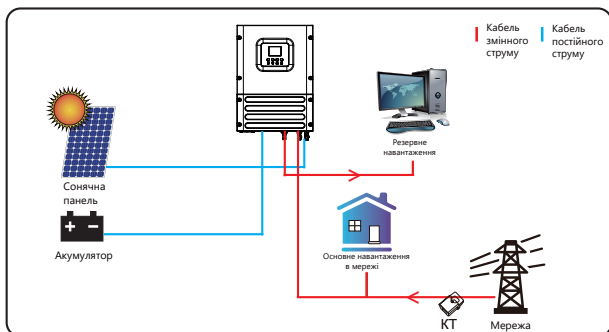 Кабель
змінного
струму
Кабель
постійного
струму
Резервне
навантаження
Сонячна
панель
Акумулятор
Основне навантаження
в мережі
КТ
Мережа